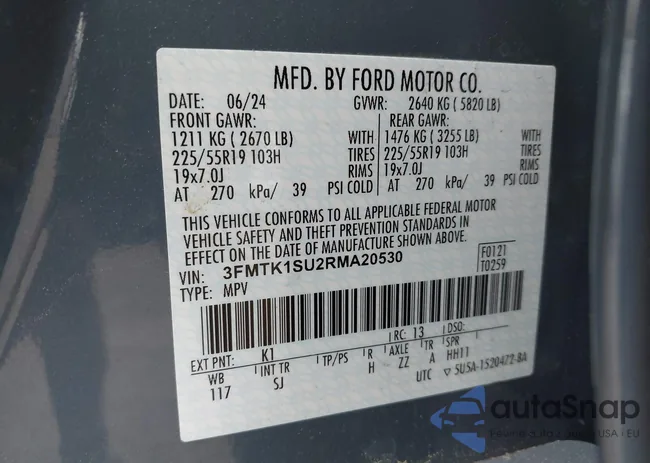 MFD. BY FORD MOTOR CO.
DATE: 06/24 GVWR: 2640 KG ( 5820 LB)
FRONT GAWR: REAR GAWR:
1211 KG ( 2670 LB) WITH 1476 KG ( 3255 LB) WITH
225/55R19 103H TIRES 225/55R19 103H TIRES
19x7.0J RIMS 19x7.0J RIMS
AT 270 kPa/ 39 PSI COLD AT 270 kPa/ 39 PSI COLD
THIS VEHICLE CONFORMS TO ALL APPLICABLE FEDERAL MOTOR
VEHICLE SAFETY AND THEFT PREVENTION STANDARDS IN
EFFECT ON THE DATE OF MANUFACTURE SHOWN ABOVE.
VIN: 3FMTK1SU2RMA20530 F0121
TYPE: MPV T0259
EXT PNT: K1 RC: 13 DSO:
WB INT TR TP/PS R AXLE TR SPR
117 SJ H ZZ A HH11
UTC 5U5A-1520472-BA
autoSnap